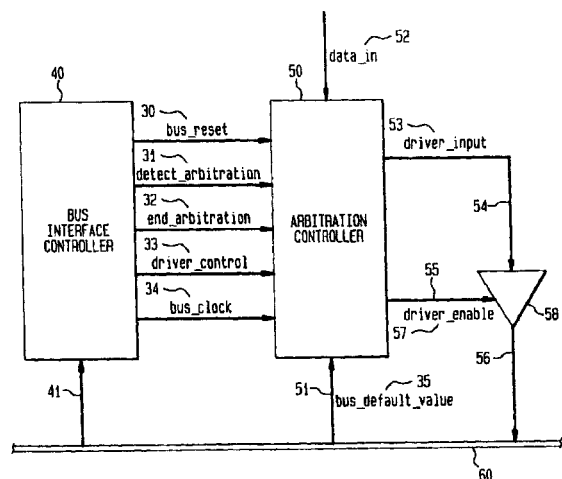 52
data_in
40
50
30
bus_reset
31
detect_arbitration
32
end_arbitration
33
driver_control
34
bus_clock
BUS
INTERFACE
CONTROLLER
ARBITRATION
CONTROLLER
53
driver_input
54
55
driver_enable
57
58
56
41
51
35
bus_default_value
60